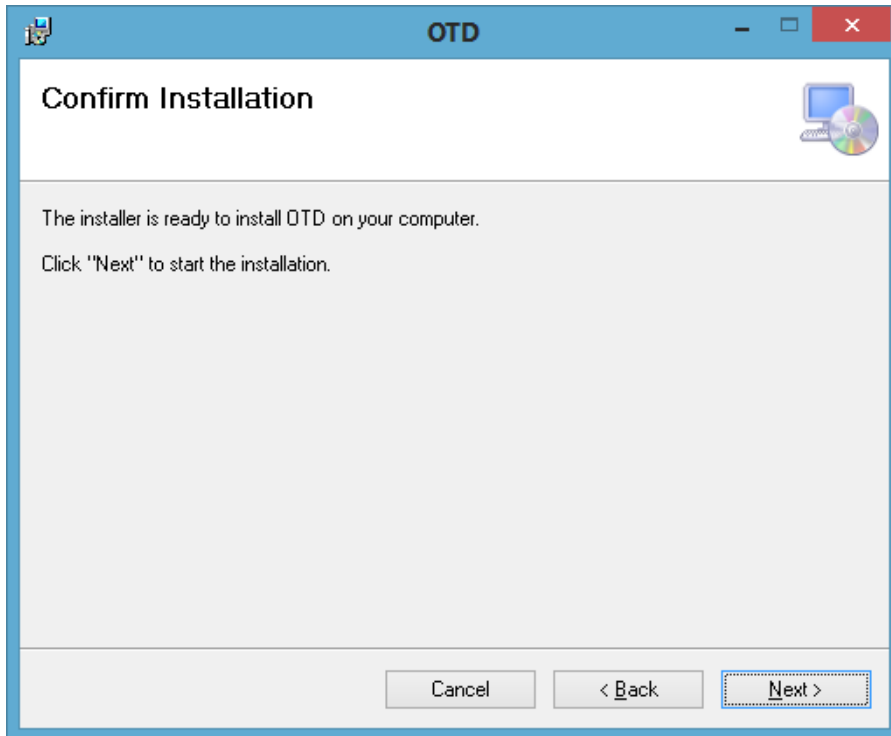 OTD
Confirm Installation
The installer is ready to install OTD on your computer.
Click "Next" to start the installation.
Cancel
< Back
Next >